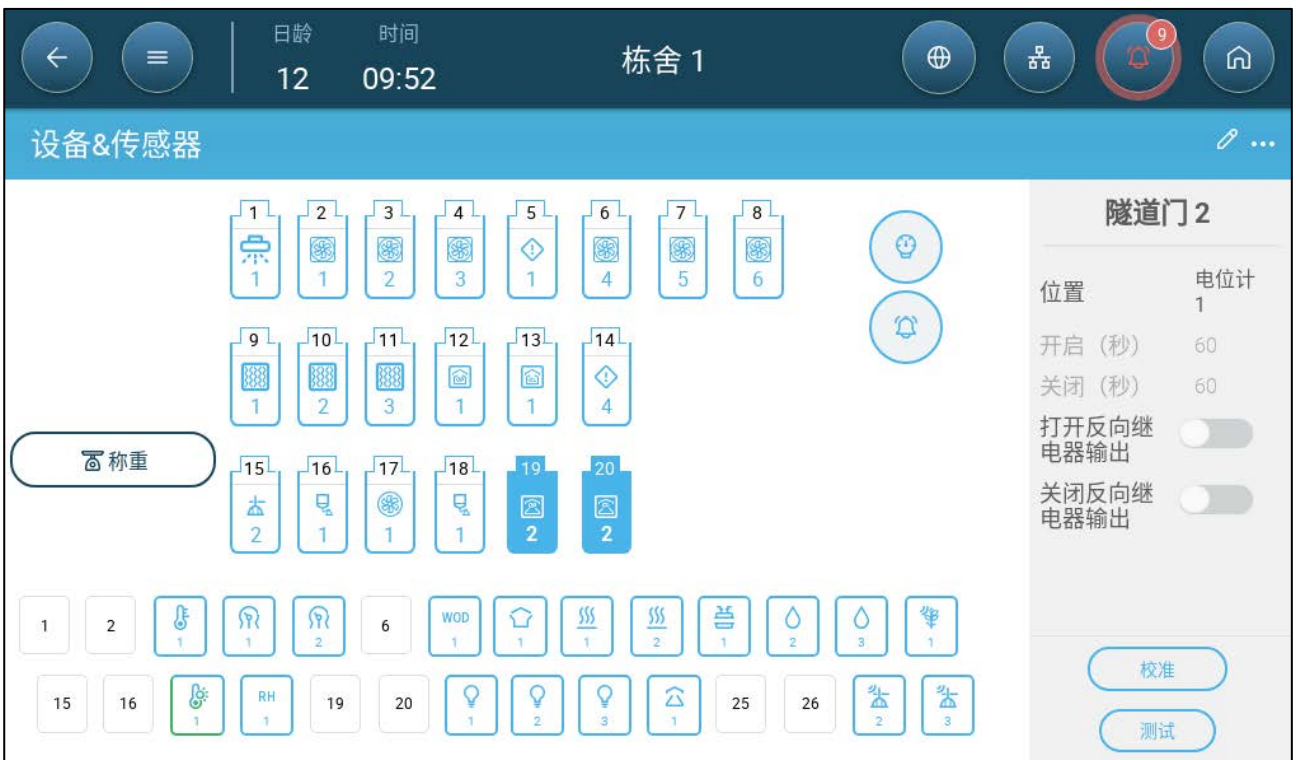 日龄 时间
12 09:52 栋舍 1 9
设备&传感器
1 2 3 4 5 6 7 8
1 1 2 3 1 4 5 6
9 10 11 12 13 14
1 2 3 1 1 4
称重
15 16 17 18 19 20
2 1 1 1 2 2
1 2 6 WOD
1 1 2 1 1 1 2 1 2 3 1
15 16 RH 19 20 25 26
1 1 1 2 3 1 2 3
隧道门 2
位置 电位计
1
开启（秒） 60
关闭（秒） 60
打开反向继
电器输出
关闭反向继
电器输出
校准
测试